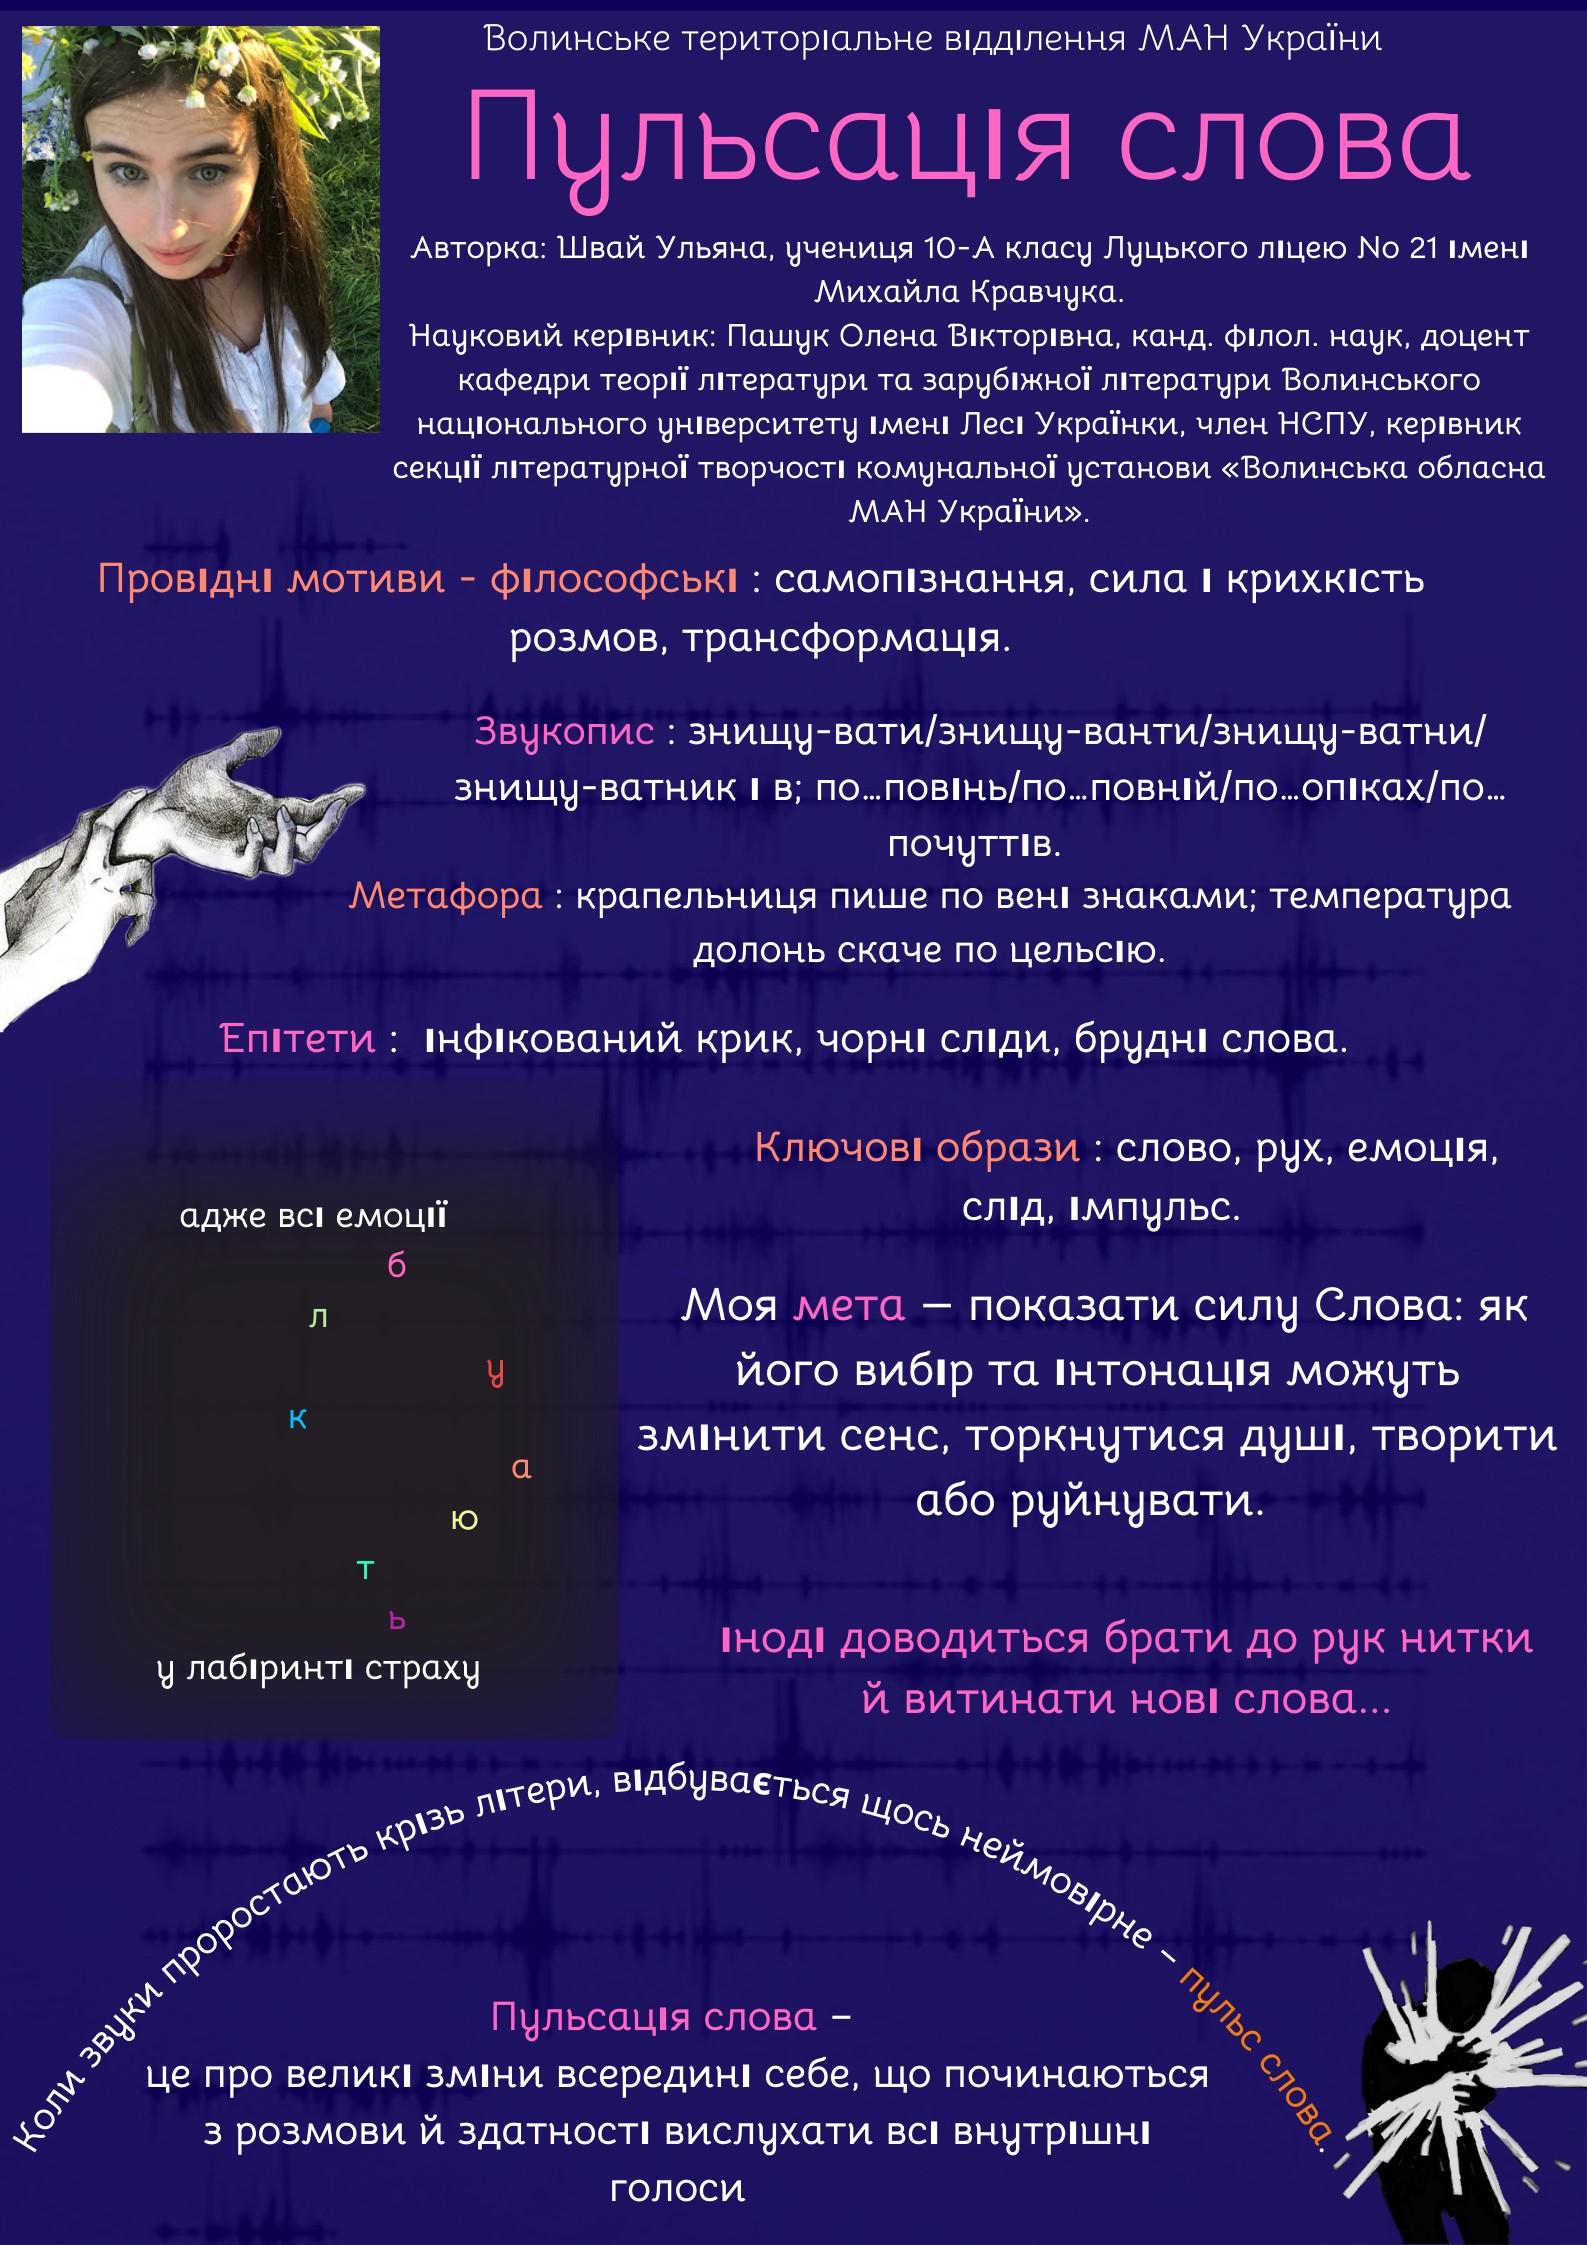 Волинське територіальне відділення МАН України
Пульсація слова
Авторка: Швай Ульяна, учениця 10-А класу Луцького ліцею No 21 імені
Михайла Кравчука.
Науковий керівник: Пашук Олена Вікторівна, канд. філол. наук, доцент
кафедри теорії літератури та зарубіжної літератури Волинського
національного університету імені Лесі Українки, член НСПУ, керівник
секції літературної творчості комунальної установи «Волинська обласна
МАН України».
Провідні мотиви - філософські : самопізнання, сила і крихкість
розмов, трансформація.
Звукопис : знищу-вати/знищу-ванти/знищу-ватни/
знищу-ватник і в; по...повінь/по...повній/по...опіках/по...
почуттів.
Метафора : крапельниця пише по вені знаками; температура
долонь скаче по цельсію.
Епітети : інфікований крик, чорні сліди, брудні слова.
Ключові образи : слово, рух, емоція,
слід, імпульс.
адже всі емоції
б
л
у
к
а
ю
т
ь
у лабіринті страху
Моя мета – показати силу Слова: як
його вибір та інтонація можуть
змінити сенс, торкнутися душі, творити
або руйнувати.
Іноді доводиться брати до рук нитки
й витинати нові слова...
Коли звуки проростають крізь літери, відбувається щось неймовірне – пульс слова.
Пульсація слова –
це про великі зміни всередині себе, що починаються
з розмови й здатності вислухати всі внутрішні
голоси